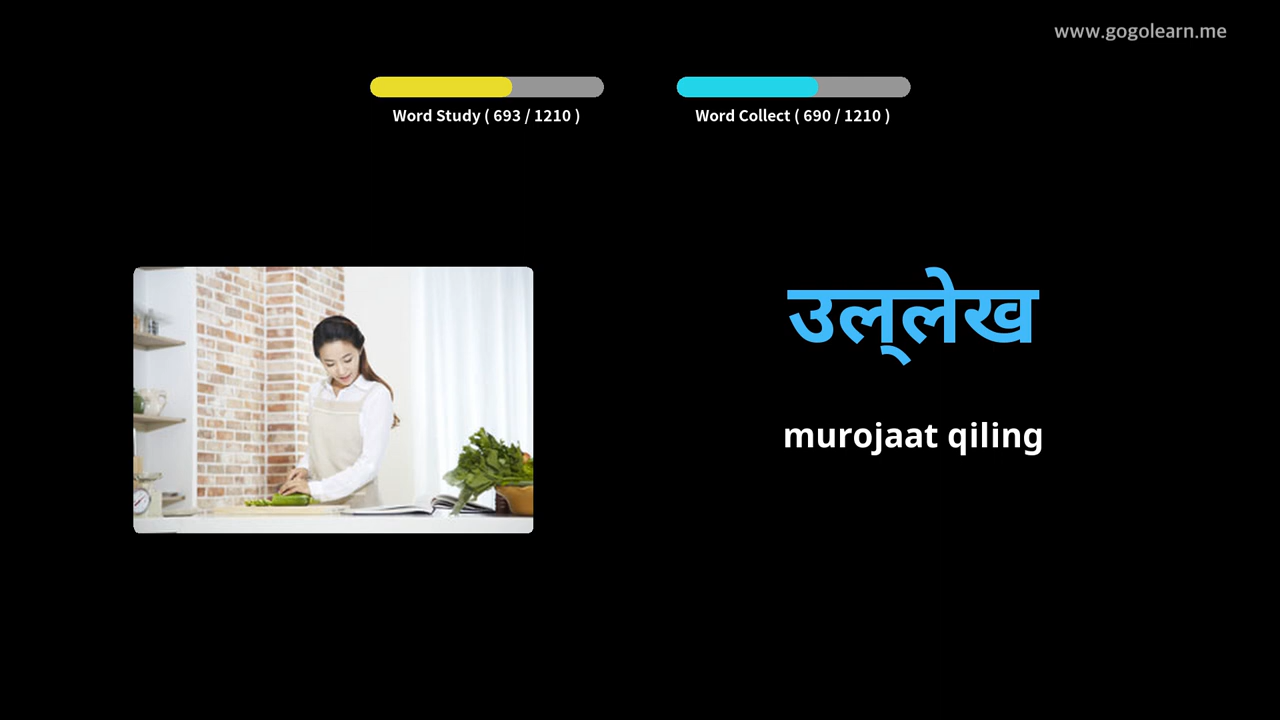 www.gogolearn.me
Word Study ( 693 / 1210 )
Word Collect ( 690 / 1210 )
उल्लेख
murojaat qiling